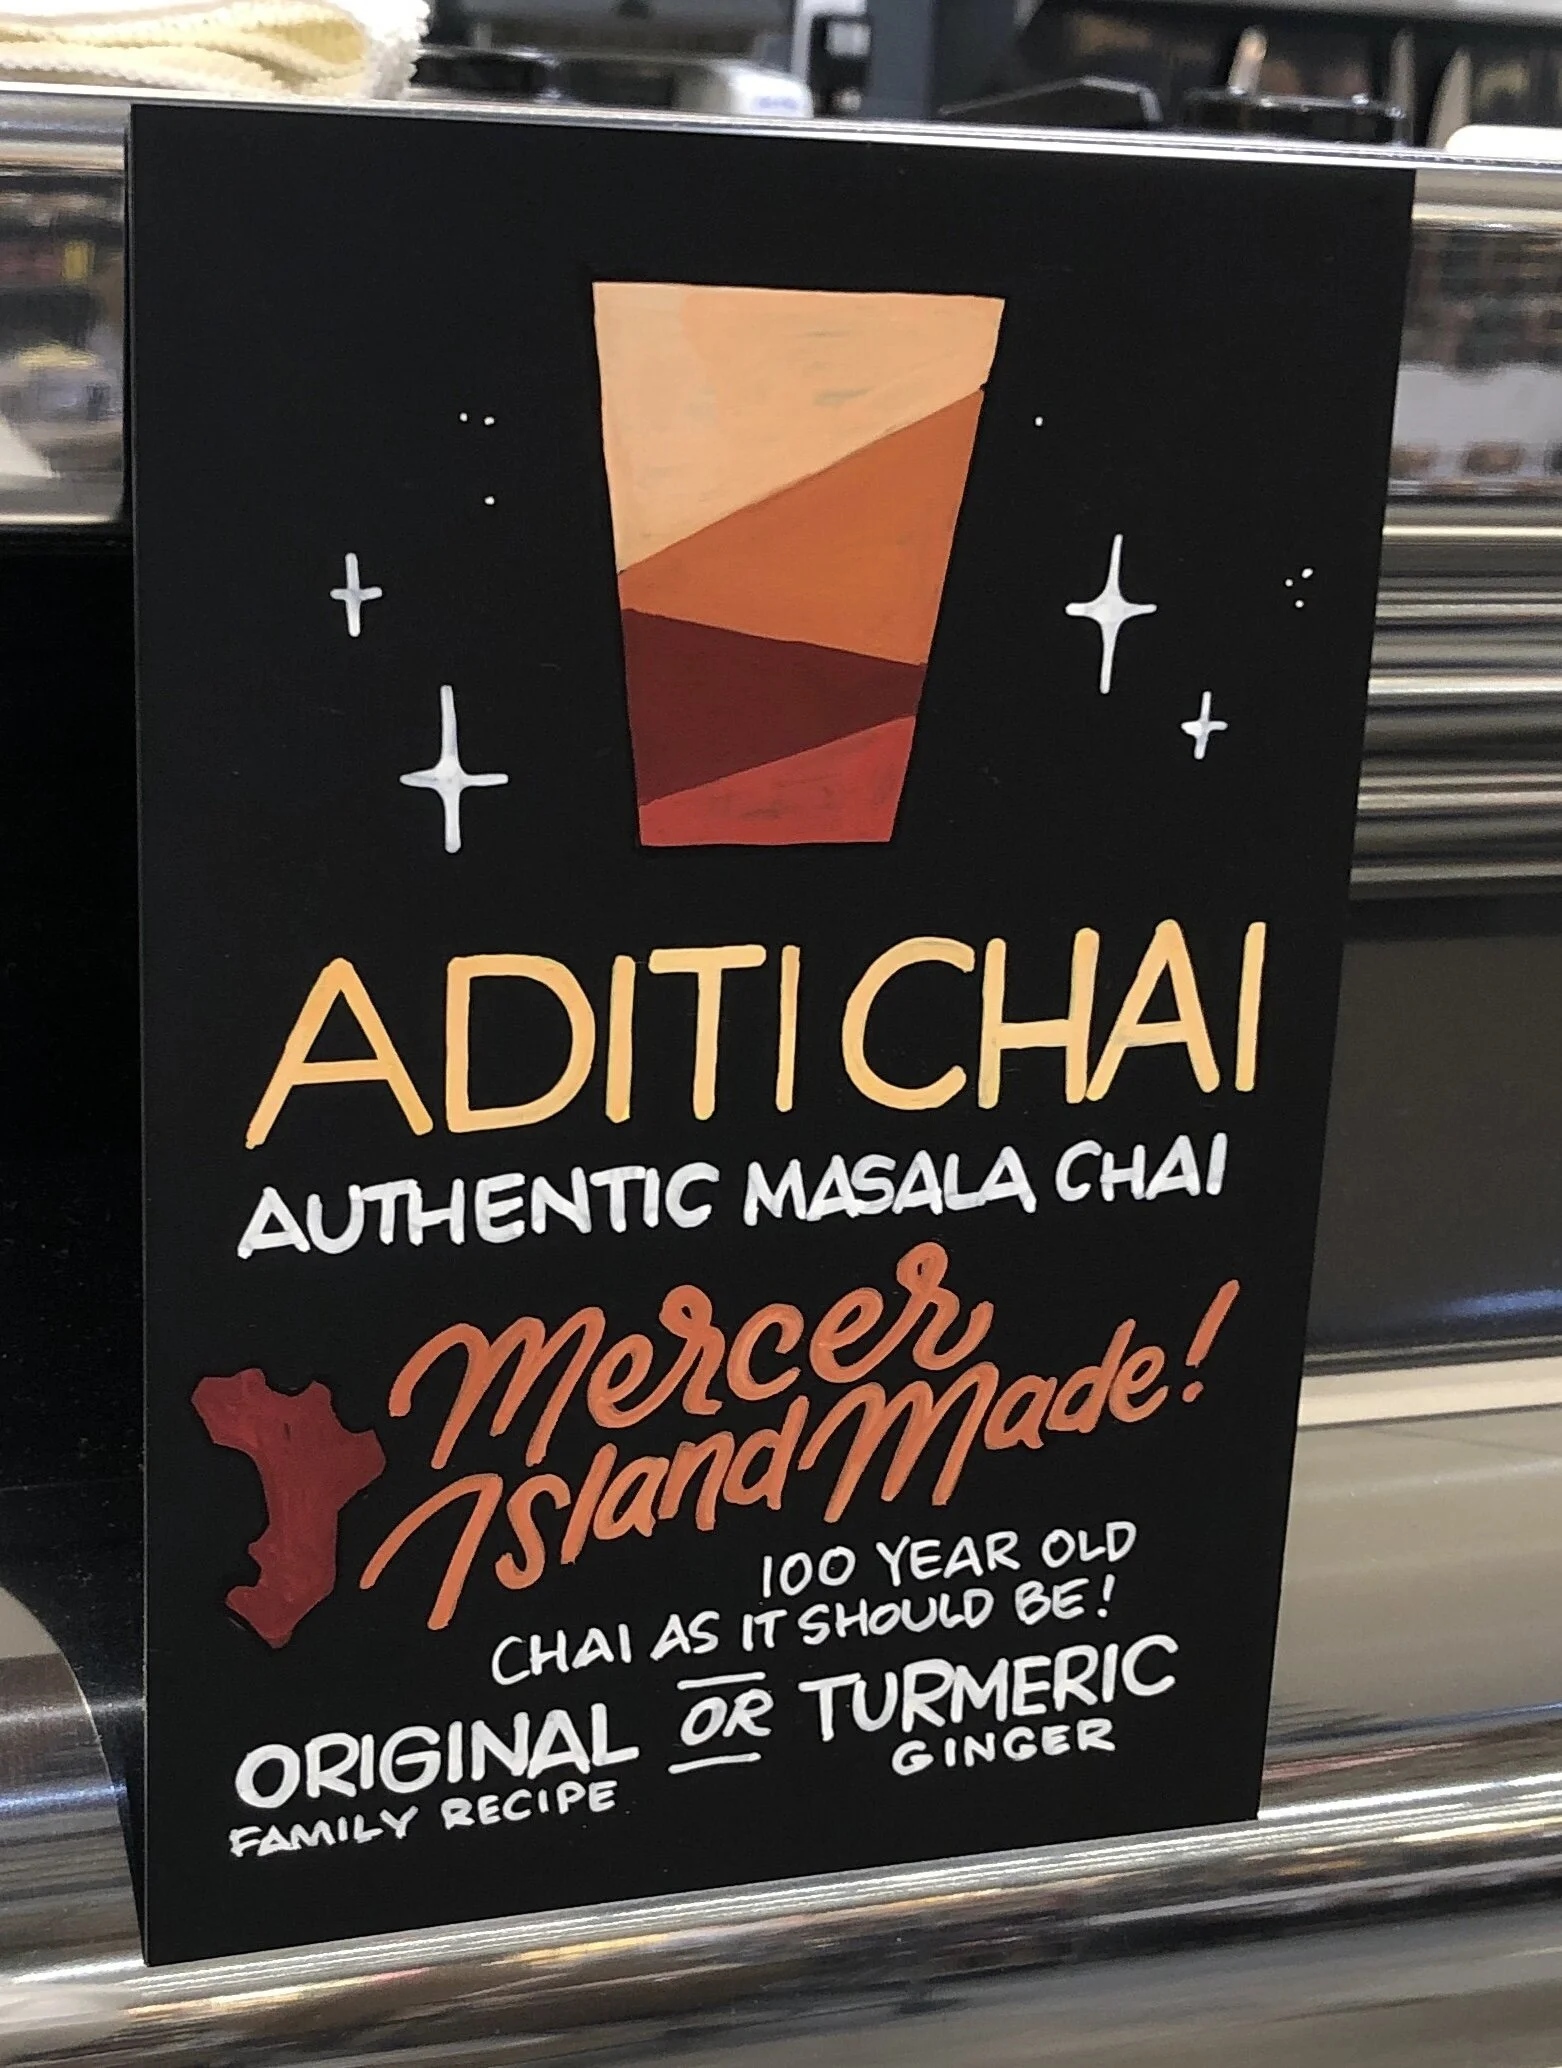 ADITI CHAI
AUTHENTIC MASALA CHAI
Mercer
Island Made!
100 YEAR OLD
CHAI AS IT SHOULD BE!
ORIGINAL OR TURMERIC
FAMILY RECIPE GINGER